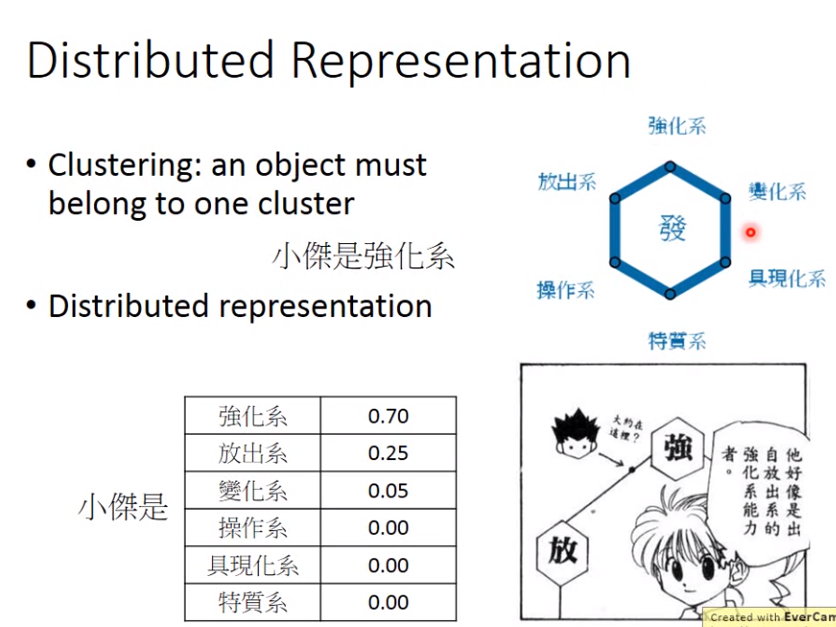 Distributed Representation
• Clustering: an object must
belong to one cluster
小傑是強化系
• Distributed representation
小傑是
強化系 0.70
放出系 0.25
變化系 0.05
操作系 0.00
具現化系 0.00
特質系 0.00
強化系
放出系
變化系
發
操作系
具現化系
特質系
大約在
這裡？
強
放
他好像是出
自放出系的
強化系能力
者。
Created with EverCam